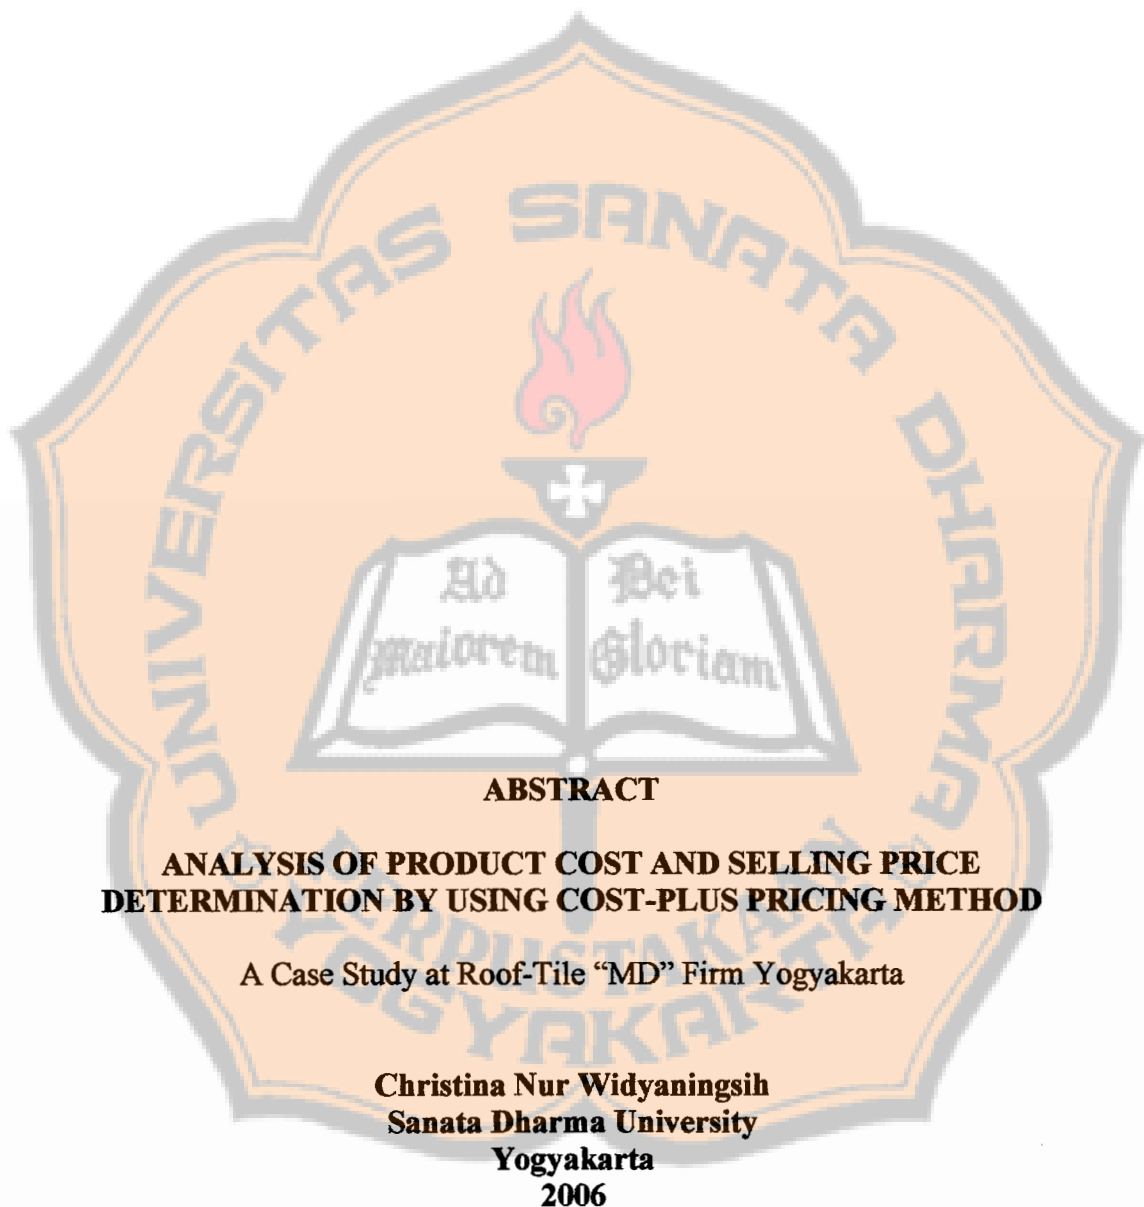 UNIVERSITAS SANATA DHARMA
Ad Dei
Maiorem Gloriam
ABSTRACT
ANALYSIS OF PRODUCT COST AND SELLING PRICE
DETERMINATION BY USING COST-PLUS PRICING METHOD
PERPUSTAKAAN
A Case Study at Roof-Tile “MD” Firm Yogyakarta
YOGYAKARTA
Christina Nur Widyaningsih
Sanata Dharma University
Yogyakarta
2006